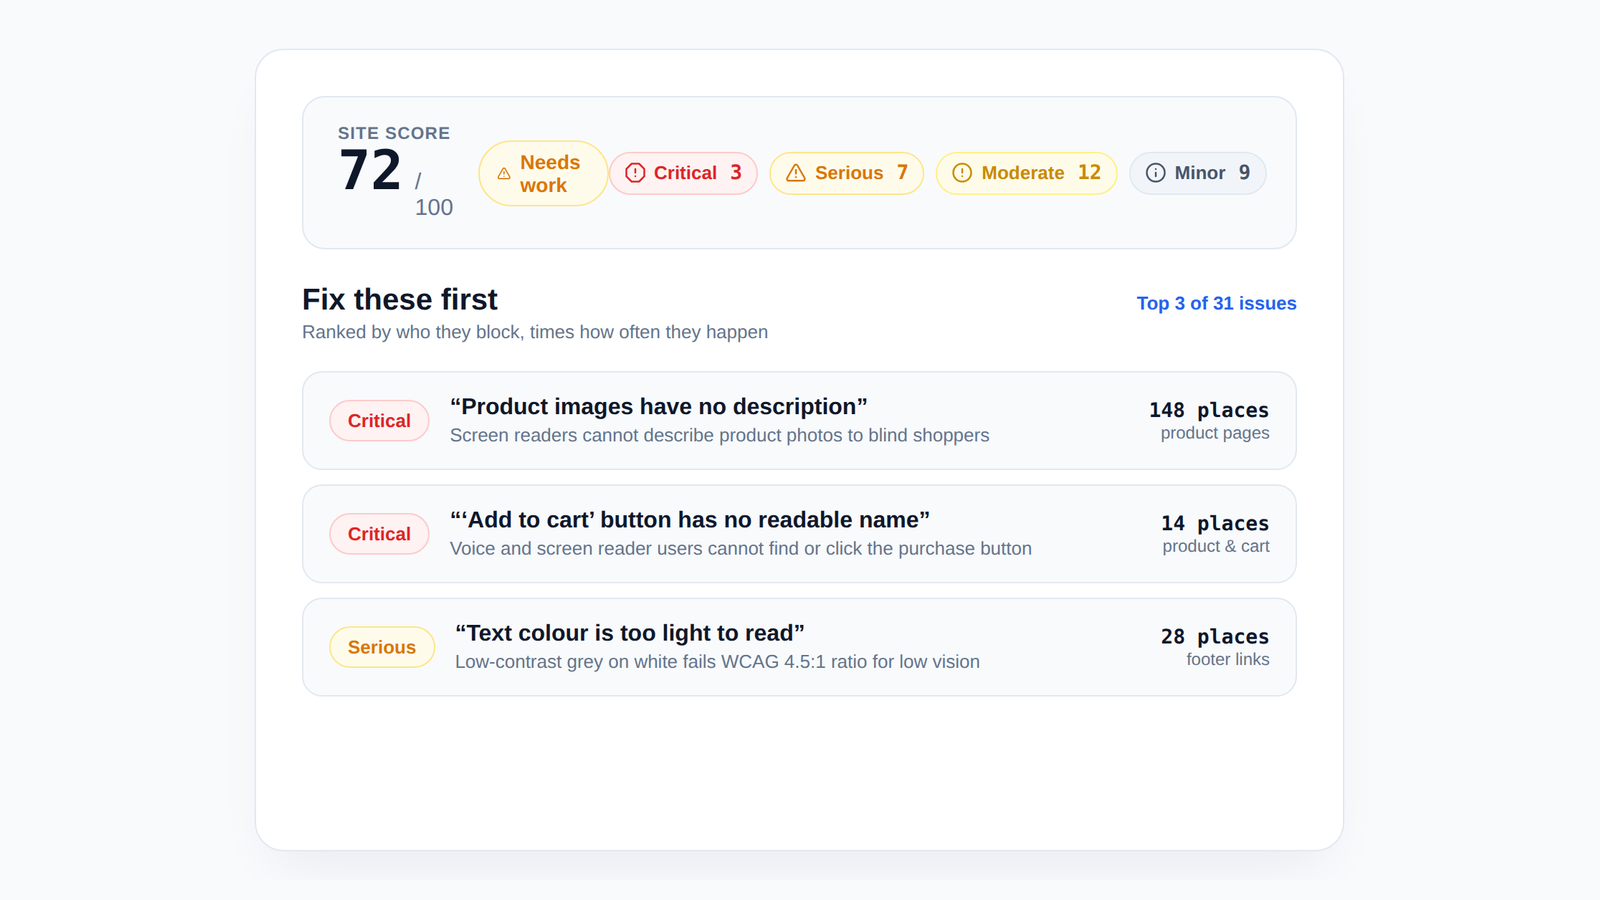 SITE SCORE
72 /
100
Needs
work
Critical 3
Serious 7
Moderate 12
Minor 9
Fix these first
Top 3 of 31 issues
Ranked by who they block, times how often they happen
Critical
“Product images have no description”
Screen readers cannot describe product photos to blind shoppers
148 places
product pages
Critical
“‘Add to cart’ button has no readable name”
Voice and screen reader users cannot find or click the purchase button
14 places
product & cart
Serious
“Text colour is too light to read”
Low-contrast grey on white fails WCAG 4.5:1 ratio for low vision
28 places
footer links